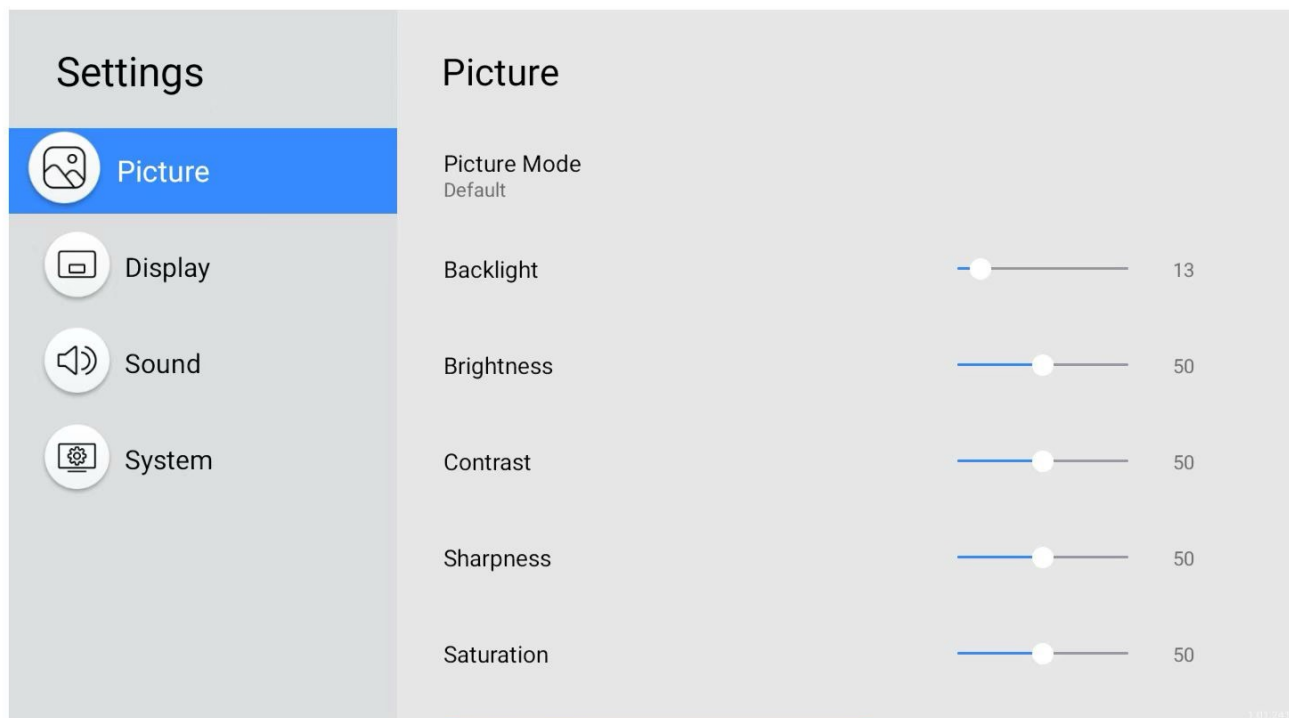 Settings
Picture
Display
Sound
System
Picture
Picture Mode
Default
Backlight 13
Brightness 50
Contrast 50
Sharpness 50
Saturation 50